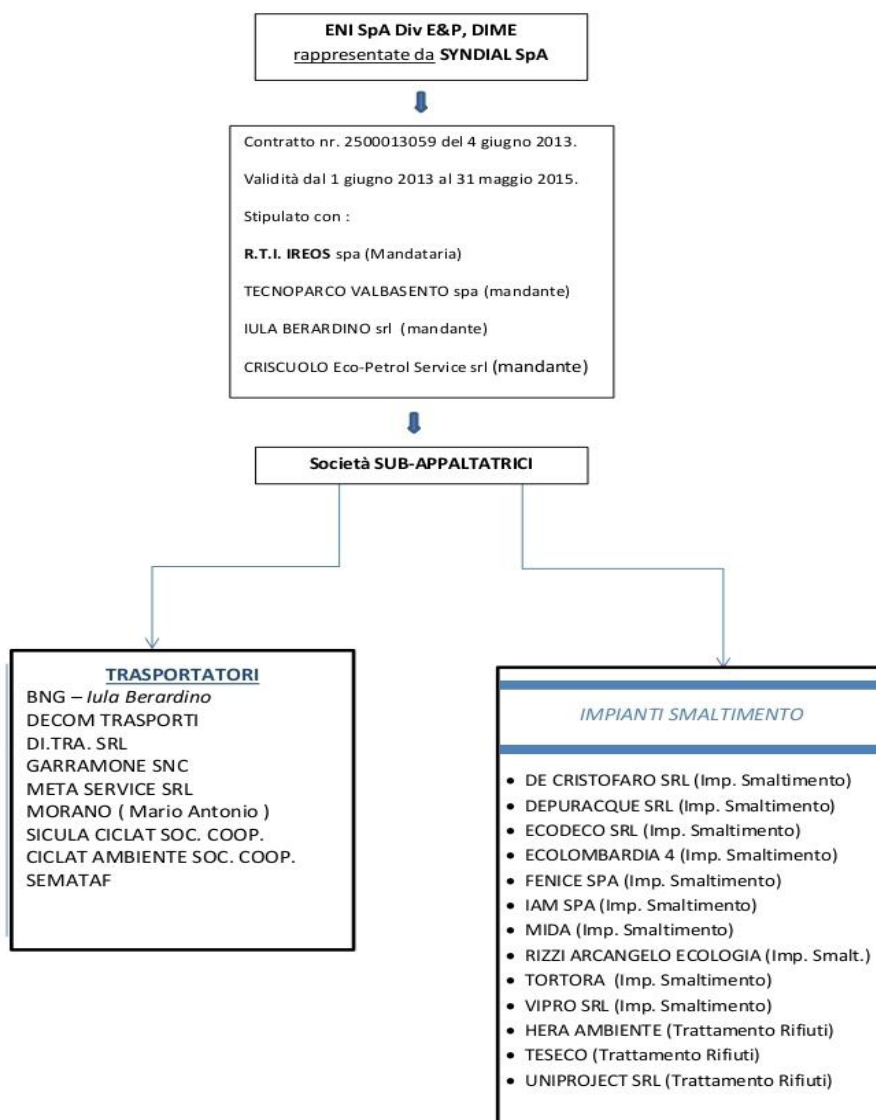 ENI SpA Div E&P, DIME
rappresentate da SYNDIAL SpA
Contratto nr. 2500013059 del 4 giugno 2013.
Validità dal 1 giugno 2013 al 31 maggio 2015.
Stipulato con :
R.T.I. IREOS spa (Mandataria)
TECNOPARCO VALBASENTO spa (mandante)
IULA BERARDINO srl (mandante)
CRISCUOLO Eco-Petrol Service srl (mandante)
Società SUB-APPALTATRICI
TRASPORTATORI
BNG – Iula Berardino
DECOM TRASPORTI
DI.TRA. SRL
GARRAMONE SNC
META SERVICE SRL
MORANO ( Mario Antonio )
SICULA CICLAT SOC. COOP.
CICLAT AMBIENTE SOC. COOP.
SEMATAF
IMPIANTI SMALTIMENTO
• DE CRISTOFARO SRL (Imp. Smaltimento)
• DEPURACQUE SRL (Imp. Smaltimento)
• ECODECO SRL (Imp. Smaltimento)
• ECOLOMBARDIA 4 (Imp. Smaltimento)
• FENICE SPA (Imp. Smaltimento)
• IAM SPA (Imp. Smaltimento)
• MIDA (Imp. Smaltimento)
• RIZZI ARCANGELO ECOLOGIA (Imp. Smalt.)
• TORTORA (Imp. Smaltimento)
• VIPRO SRL (Imp. Smaltimento)
• HERA AMBIENTE (Trattamento Rifiuti)
• TESECO (Trattamento Rifiuti)
• UNIPROJECT SRL (Trattamento Rifiuti)